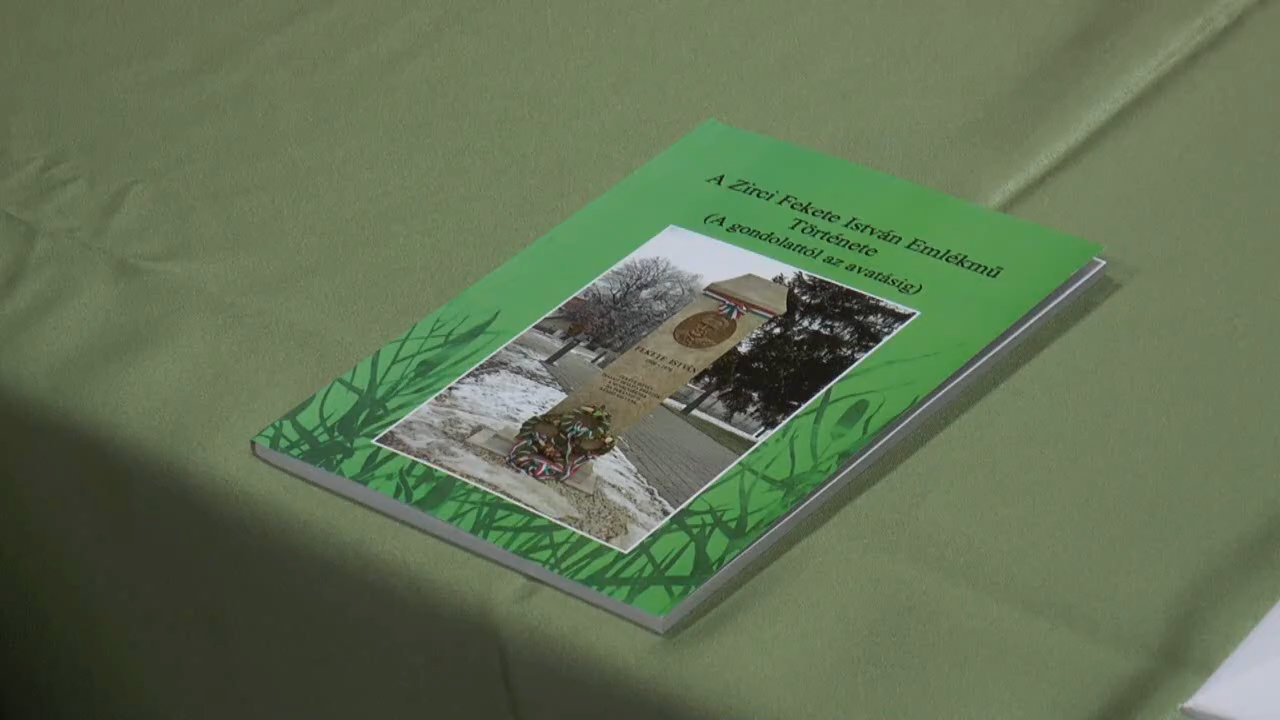 A Zirci Fekete István Emlékmű
Története
(A gondolattól az avatásig)
FEKETE ISTVÁN